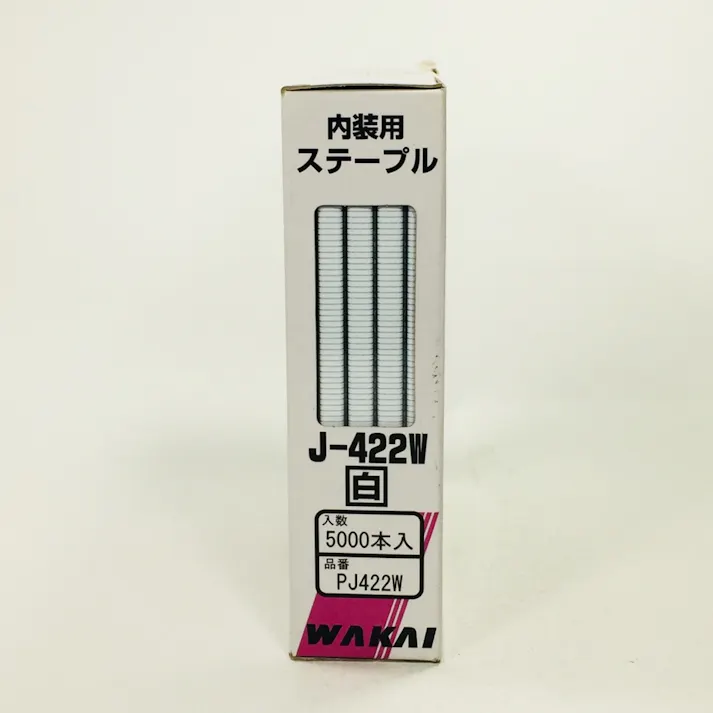 内装用
ステープル
J-422W
白
入数
5000本入
品番
PJ422W
WAKAI